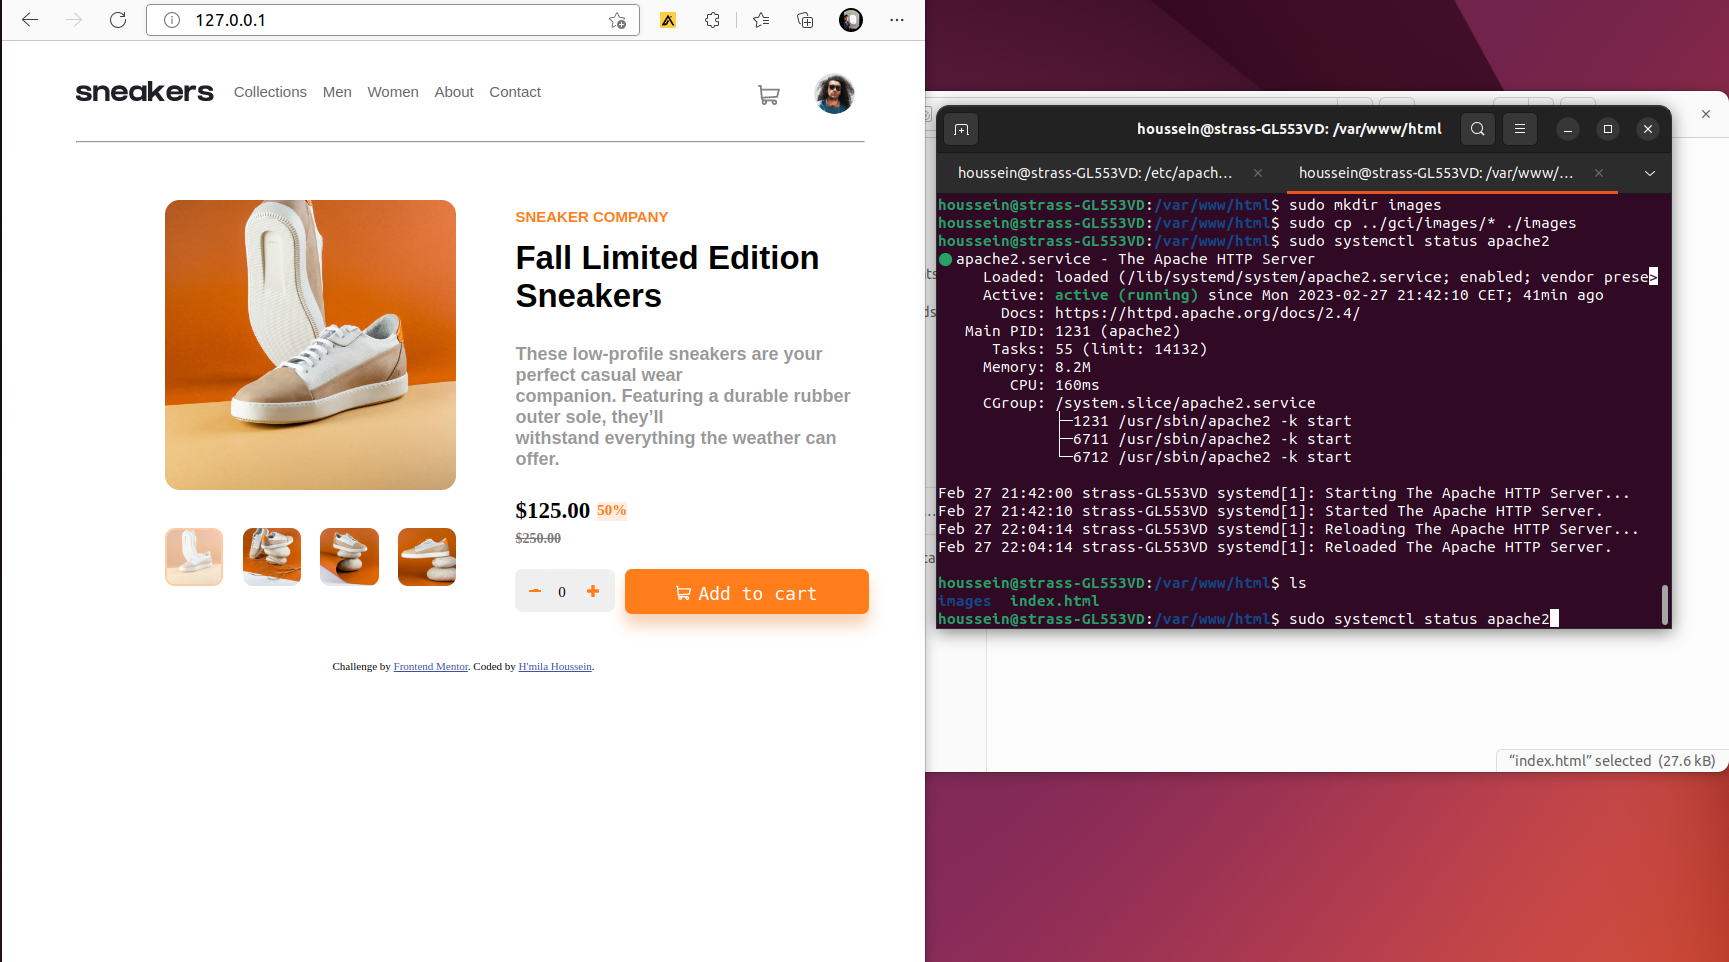 127.0.0.1
sneakers Collections Men Women About Contact
SNEAKER COMPANY
Fall Limited Edition
Sneakers
These low-profile sneakers are your
perfect casual wear
companion. Featuring a durable rubber
outer sole, they’ll
withstand everything the weather can
offer.
$125.00 50%
$250.00
0
Add to cart
Challenge by Frontend Mentor. Coded by H'mila Houssein.
houssein@strass-GL553VD: /var/www/html
houssein@strass-GL553VD: /etc/apach...
houssein@strass-GL553VD: /var/www/...
houssein@strass-GL553VD:/var/www/html$ sudo mkdir images
houssein@strass-GL553VD:/var/www/html$ sudo cp ../gci/images/* ./images
houssein@strass-GL553VD:/var/www/html$ sudo systemctl status apache2
● apache2.service - The Apache HTTP Server
Loaded: loaded (/lib/systemd/system/apache2.service; enabled; vendor prese>
Active: active (running) since Mon 2023-02-27 21:42:10 CET; 41min ago
Docs: https://httpd.apache.org/docs/2.4/
Main PID: 1231 (apache2)
Tasks: 55 (limit: 14132)
Memory: 8.2M
CPU: 160ms
CGroup: /system.slice/apache2.service
├─1231 /usr/sbin/apache2 -k start
├─6711 /usr/sbin/apache2 -k start
└─6712 /usr/sbin/apache2 -k start
Feb 27 21:42:00 strass-GL553VD systemd[1]: Starting The Apache HTTP Server...
Feb 27 21:42:10 strass-GL553VD systemd[1]: Started The Apache HTTP Server.
Feb 27 22:04:14 strass-GL553VD systemd[1]: Reloading The Apache HTTP Server...
Feb 27 22:04:14 strass-GL553VD systemd[1]: Reloaded The Apache HTTP Server.
houssein@strass-GL553VD:/var/www/html$ ls
images index.html
houssein@strass-GL553VD:/var/www/html$ sudo systemctl status apache2
“index.html” selected (27.6 kB)